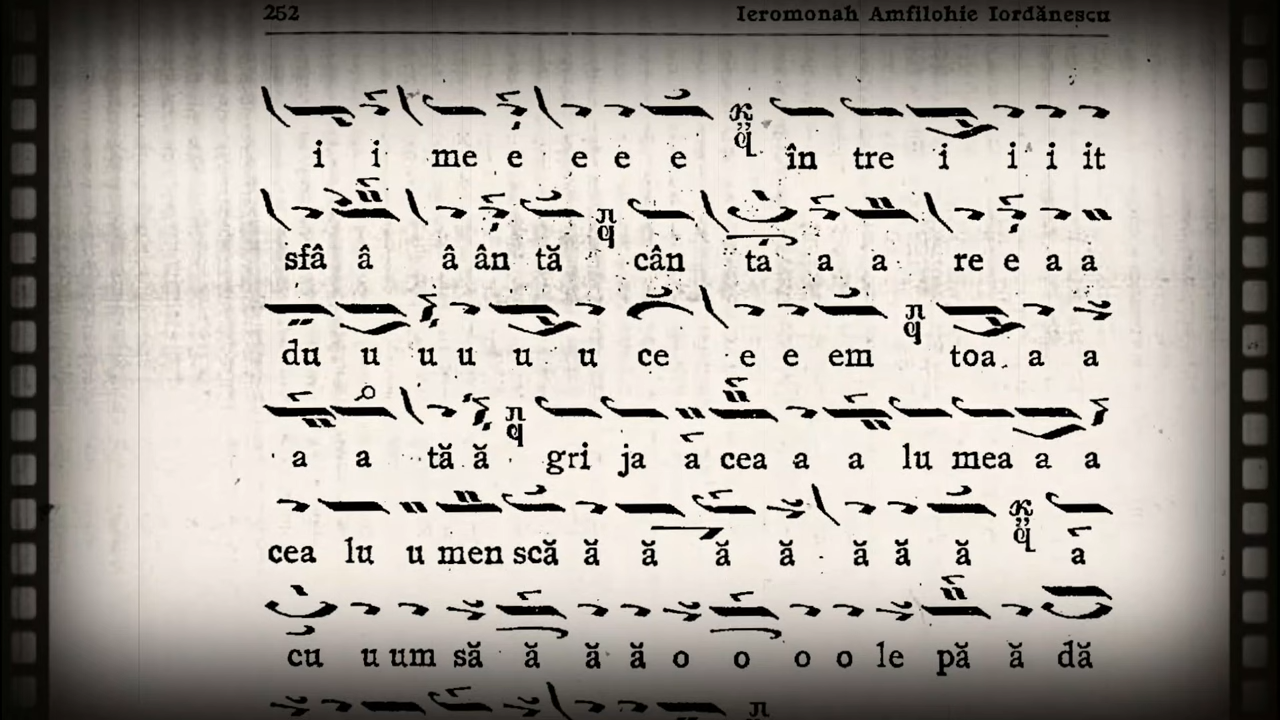 252 Ieromonah Amfilohie Iordănescu
i i me e e e e în tre i i i it
sfâ â â ân tă cân ta a a re e a a
du u u u u u ce e e em toa a a
a a tă ă gri ja a cea a a lu mea a a
cea lu u men scă ă ă ă ă ă ă ă a
cu u um să ă ă ă o o o o le pă ă dă